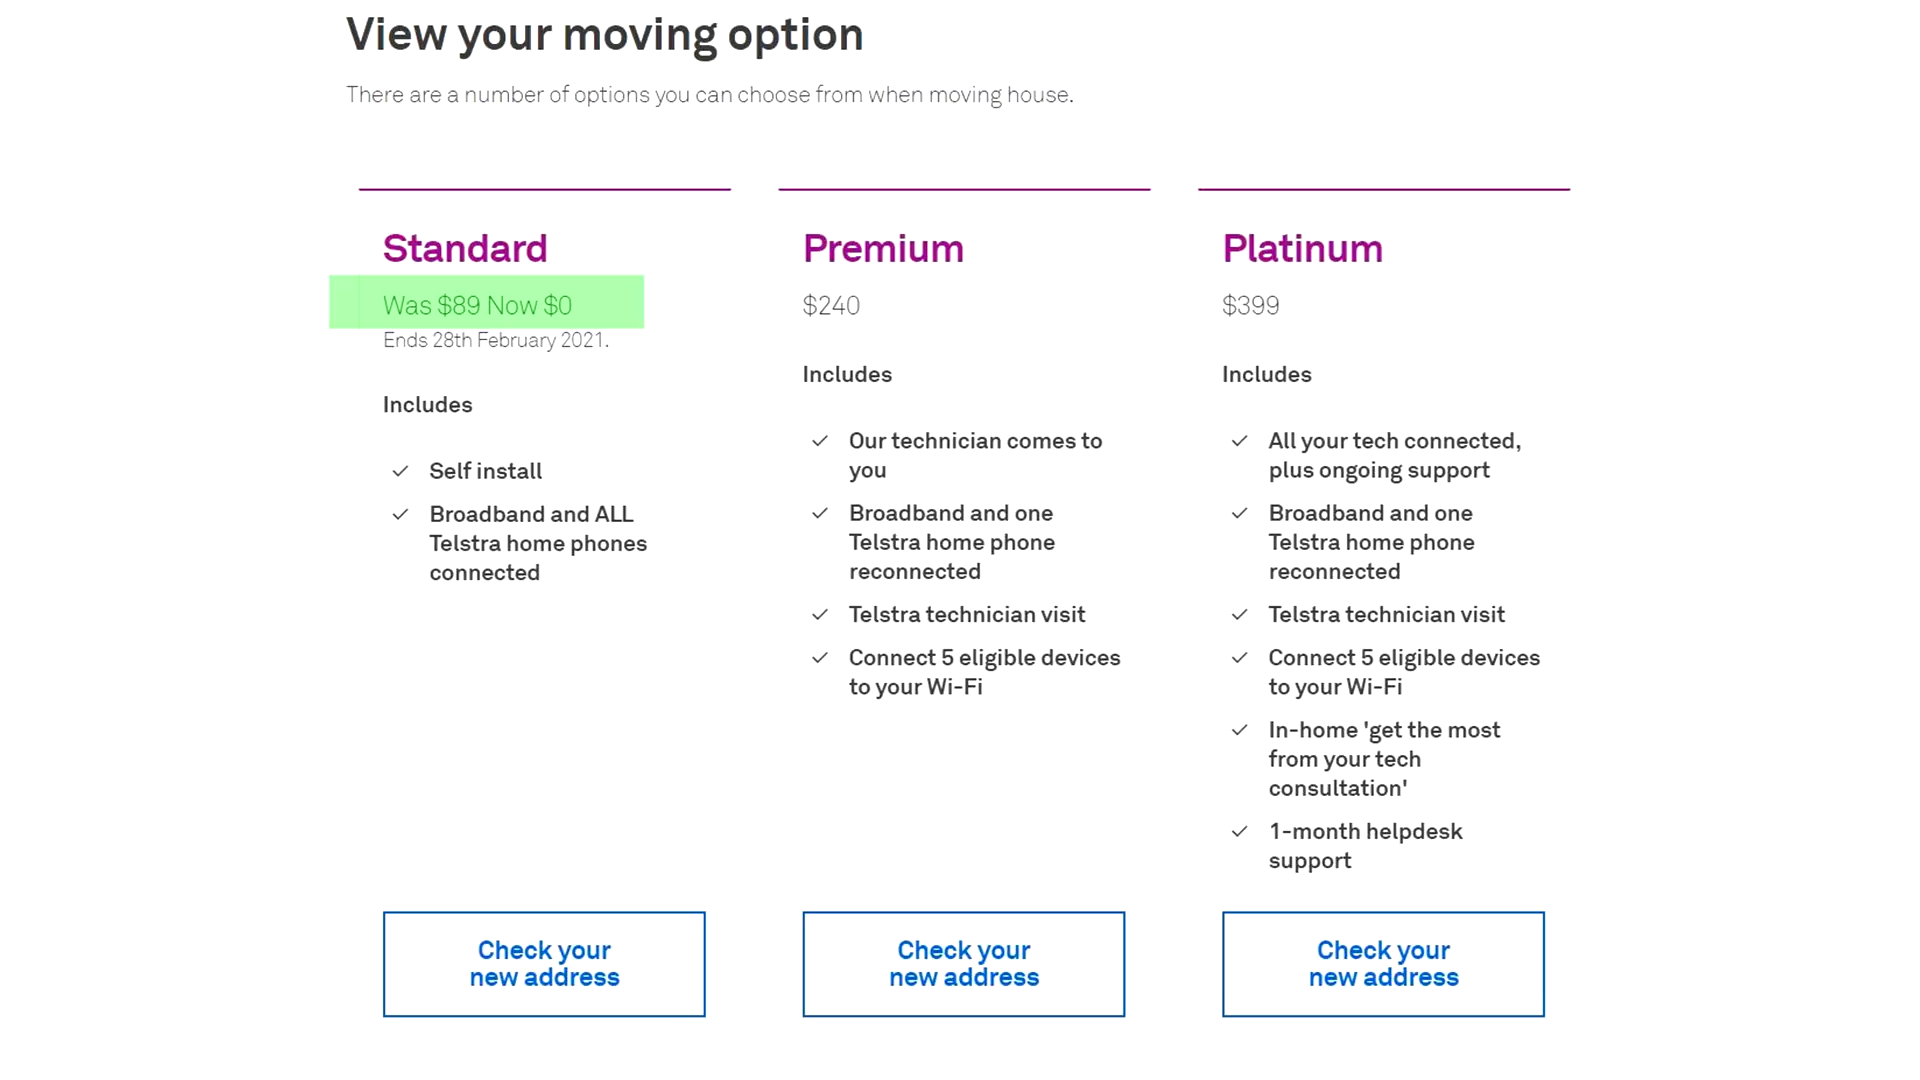 View your moving option
There are a number of options you can choose from when moving house.
Standard
Was $89 Now $0
Ends 28th February 2021.
Includes
Self install
Broadband and ALL
Telstra home phones
connected
Check your
new address
Premium
$240
Includes
Our technician comes to
you
Broadband and one
Telstra home phone
reconnected
Telstra technician visit
Connect 5 eligible devices
to your Wi-Fi
Check your
new address
Platinum
$399
Includes
All your tech connected,
plus ongoing support
Broadband and one
Telstra home phone
reconnected
Telstra technician visit
Connect 5 eligible devices
to your Wi-Fi
In-home 'get the most
from your tech
consultation'
1-month helpdesk
support
Check your
new address